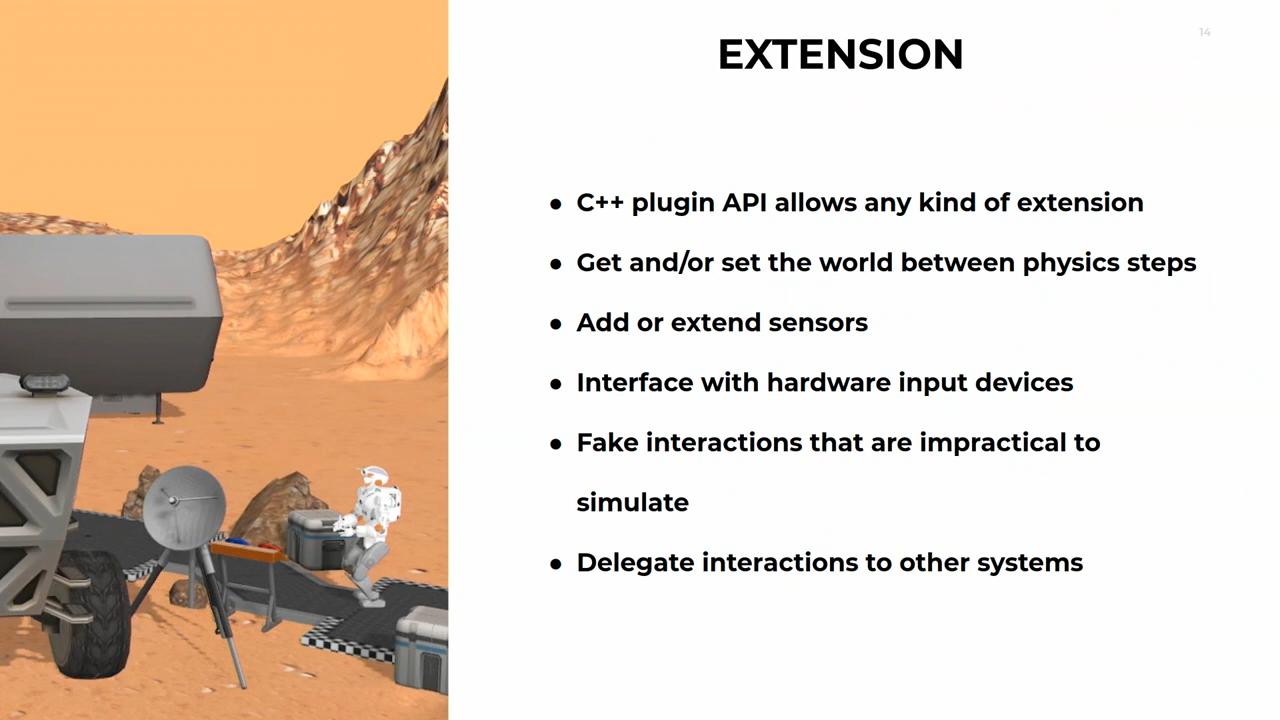 14
EXTENSION
● C++ plugin API allows any kind of extension
● Get and/or set the world between physics steps
● Add or extend sensors
● Interface with hardware input devices
● Fake interactions that are impractical to
simulate
● Delegate interactions to other systems